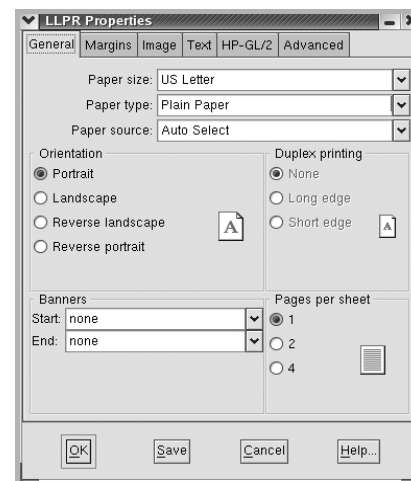 LLPR Properties
General Margins Image Text HP-GL/2 Advanced
Paper size: US Letter
Paper type: Plain Paper
Paper source: Auto Select
Orientation
Portrait
Landscape
Reverse landscape
Reverse portrait
A
Duplex printing
None
Long edge
Short edge
A
Banners
Start: none
End: none
Pages per sheet
1
2
4
OK Save Cancel Help...